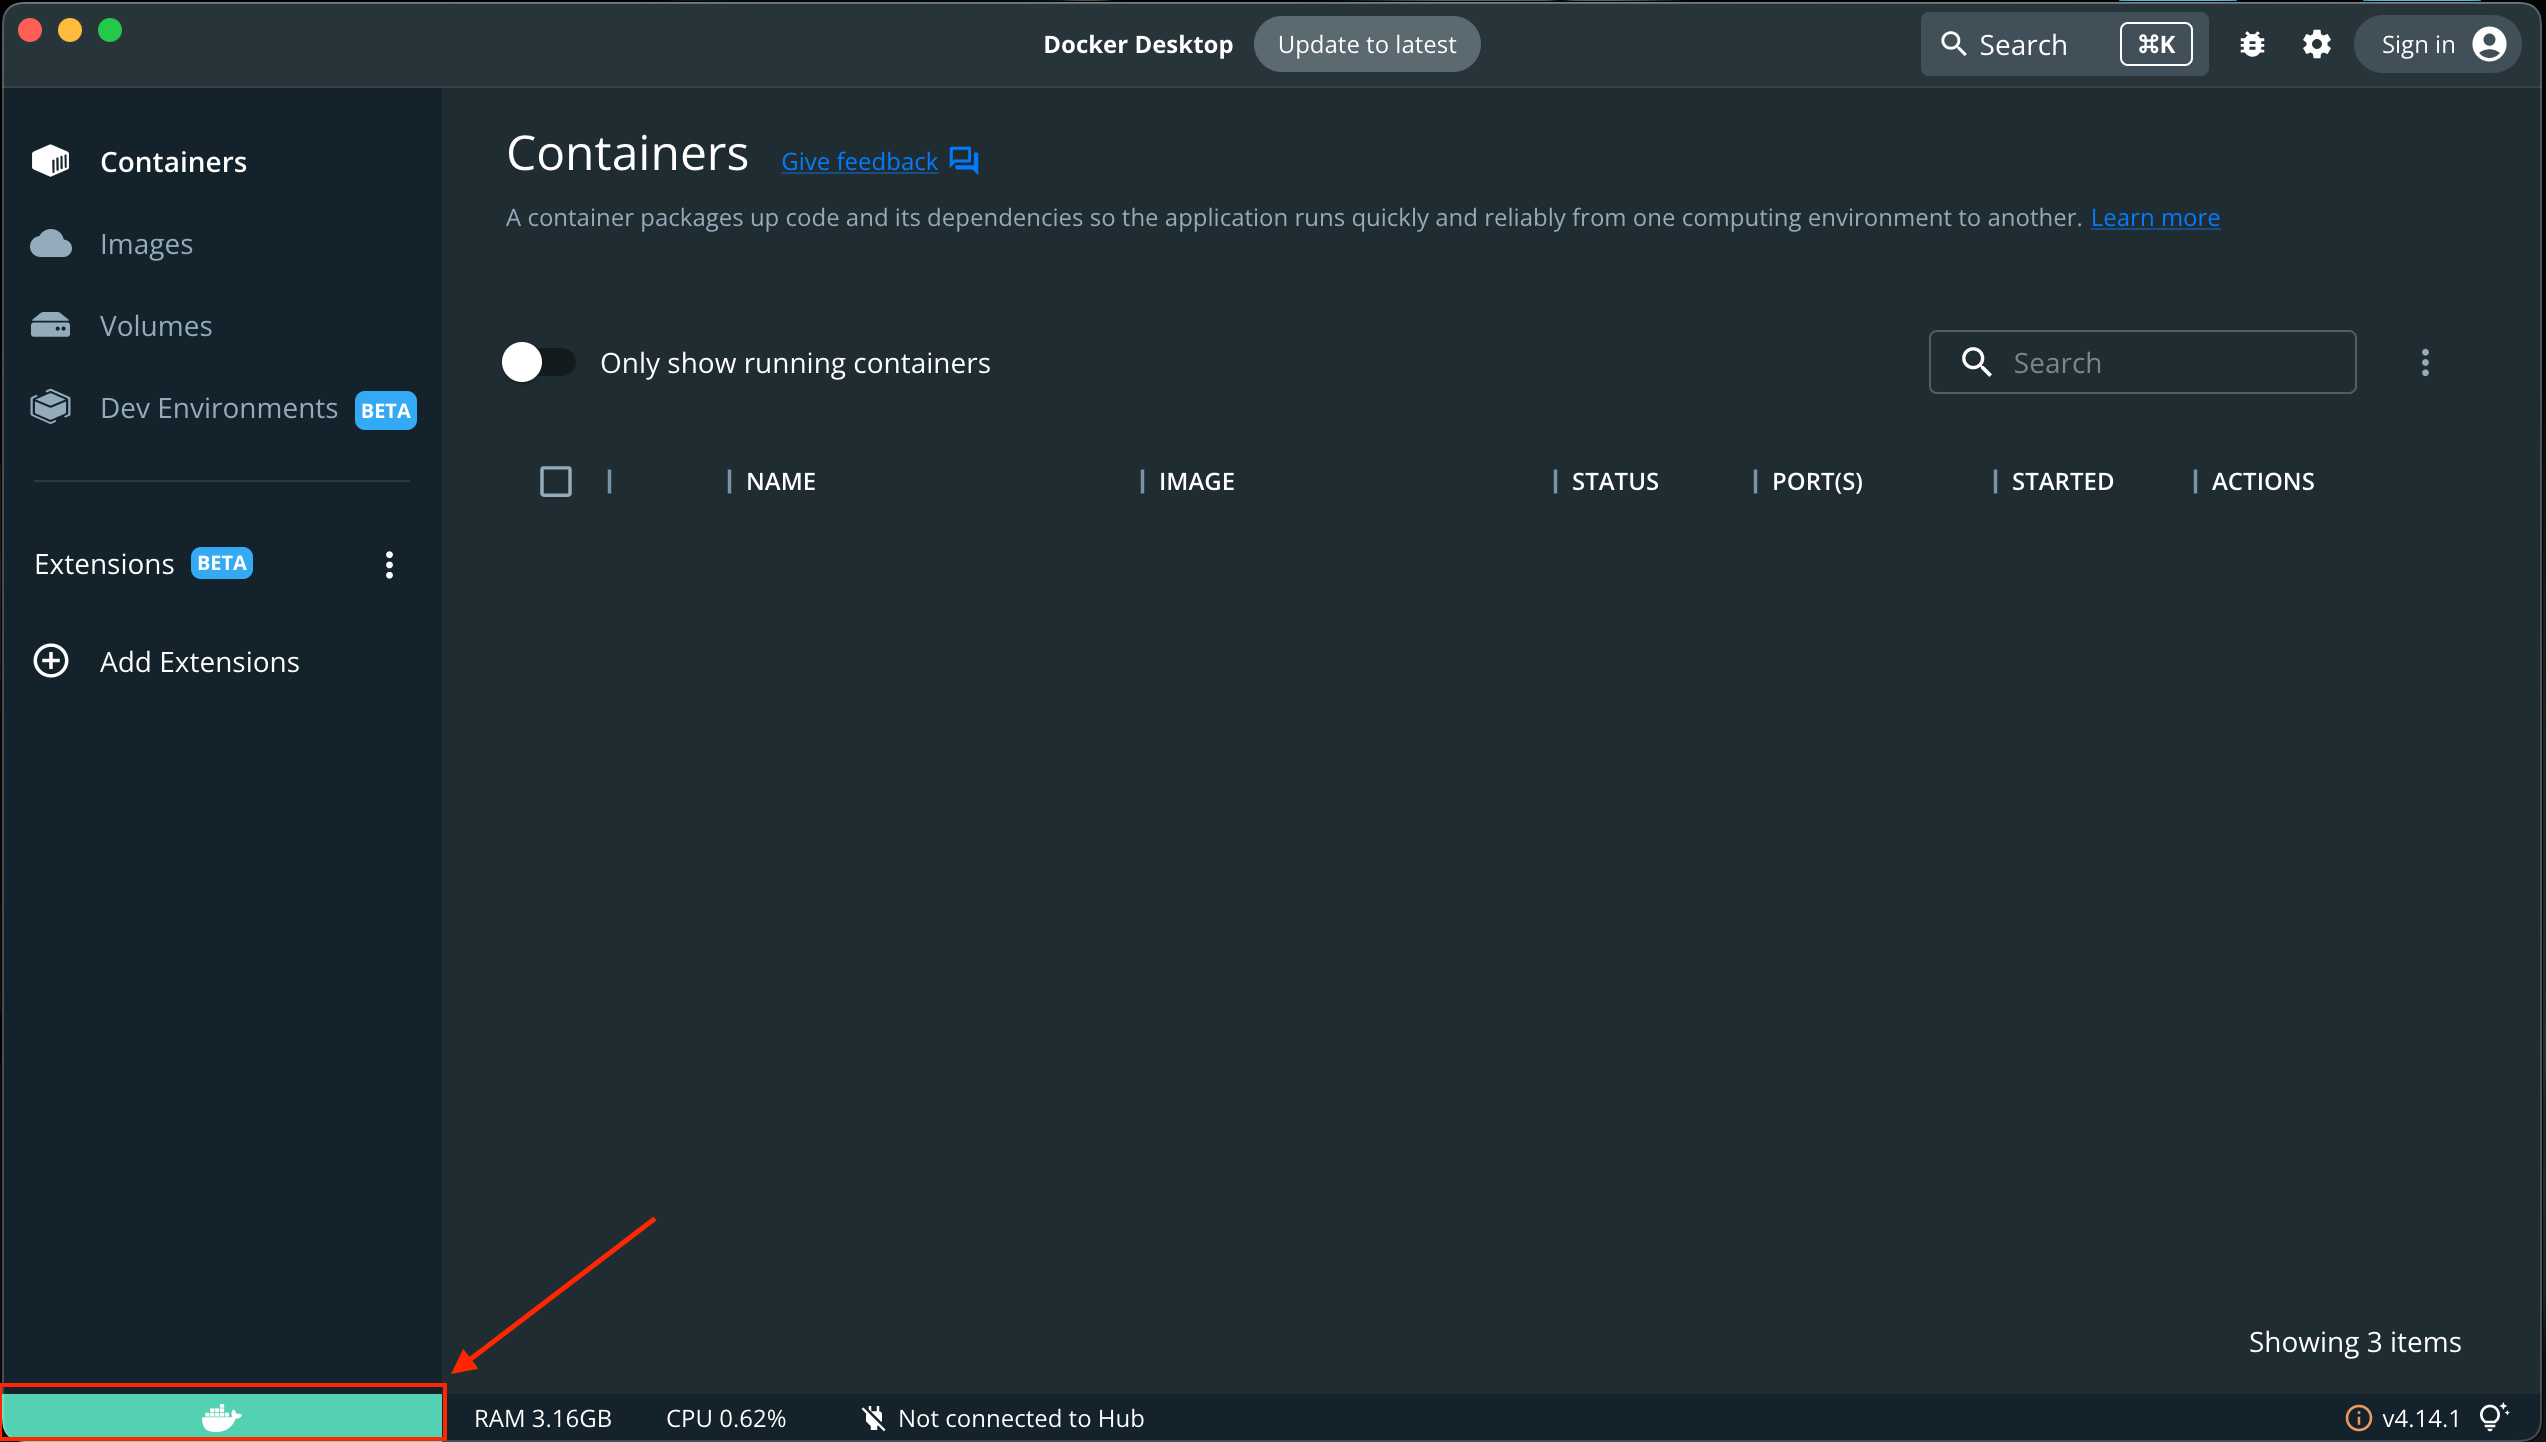 Docker Desktop Update to latest Search ⌘K Sign in
Containers
Images
Volumes
Dev Environments BETA
Extensions BETA
Add Extensions
Containers Give feedback
A container packages up code and its dependencies so the application runs quickly and reliably from one computing environment to another. Learn more
Only show running containers Search
NAME IMAGE STATUS PORT(S) STARTED ACTIONS
Showing 3 items
RAM 3.16GB CPU 0.62% Not connected to Hub v4.14.1